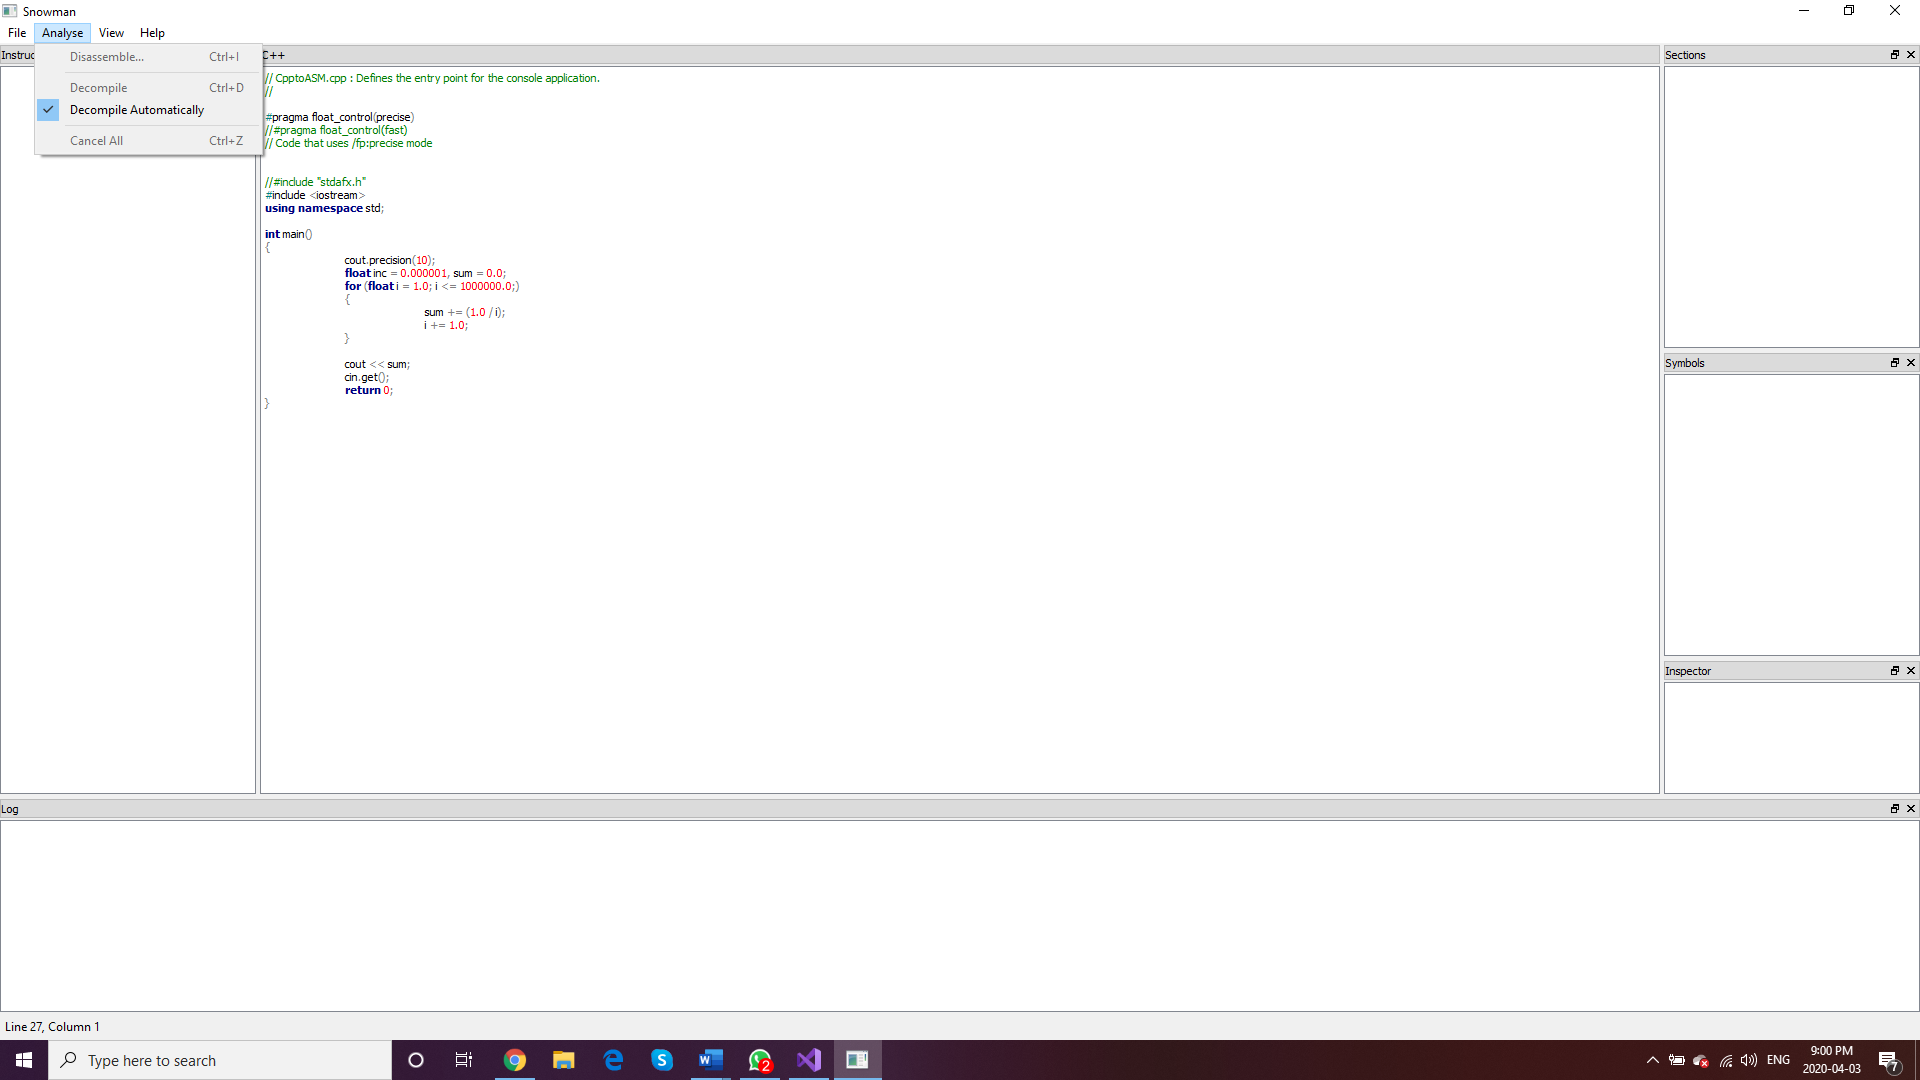 Snowman
File Analyse View Help
Instruc
Disassemble... Ctrl+I
Decompile Ctrl+D
Decompile Automatically
Cancel All Ctrl+Z
C++
// CpptoASM.cpp : Defines the entry point for the console application.
//
#pragma float_control(precise)
//#pragma float_control(fast)
// Code that uses /fp:precise mode
//#include "stdafx.h"
#include <iostream>
using namespace std;
int main()
{
cout.precision(10);
float inc = 0.000001, sum = 0.0;
for (float i = 1.0; i <= 1000000.0;)
{
sum += (1.0 / i);
i += 1.0;
}
cout << sum;
cin.get();
return 0;
}
Sections
Symbols
Inspector
Log
Line 27, Column 1
Type here to search
2
ENG
9:00 PM
2020-04-03
7